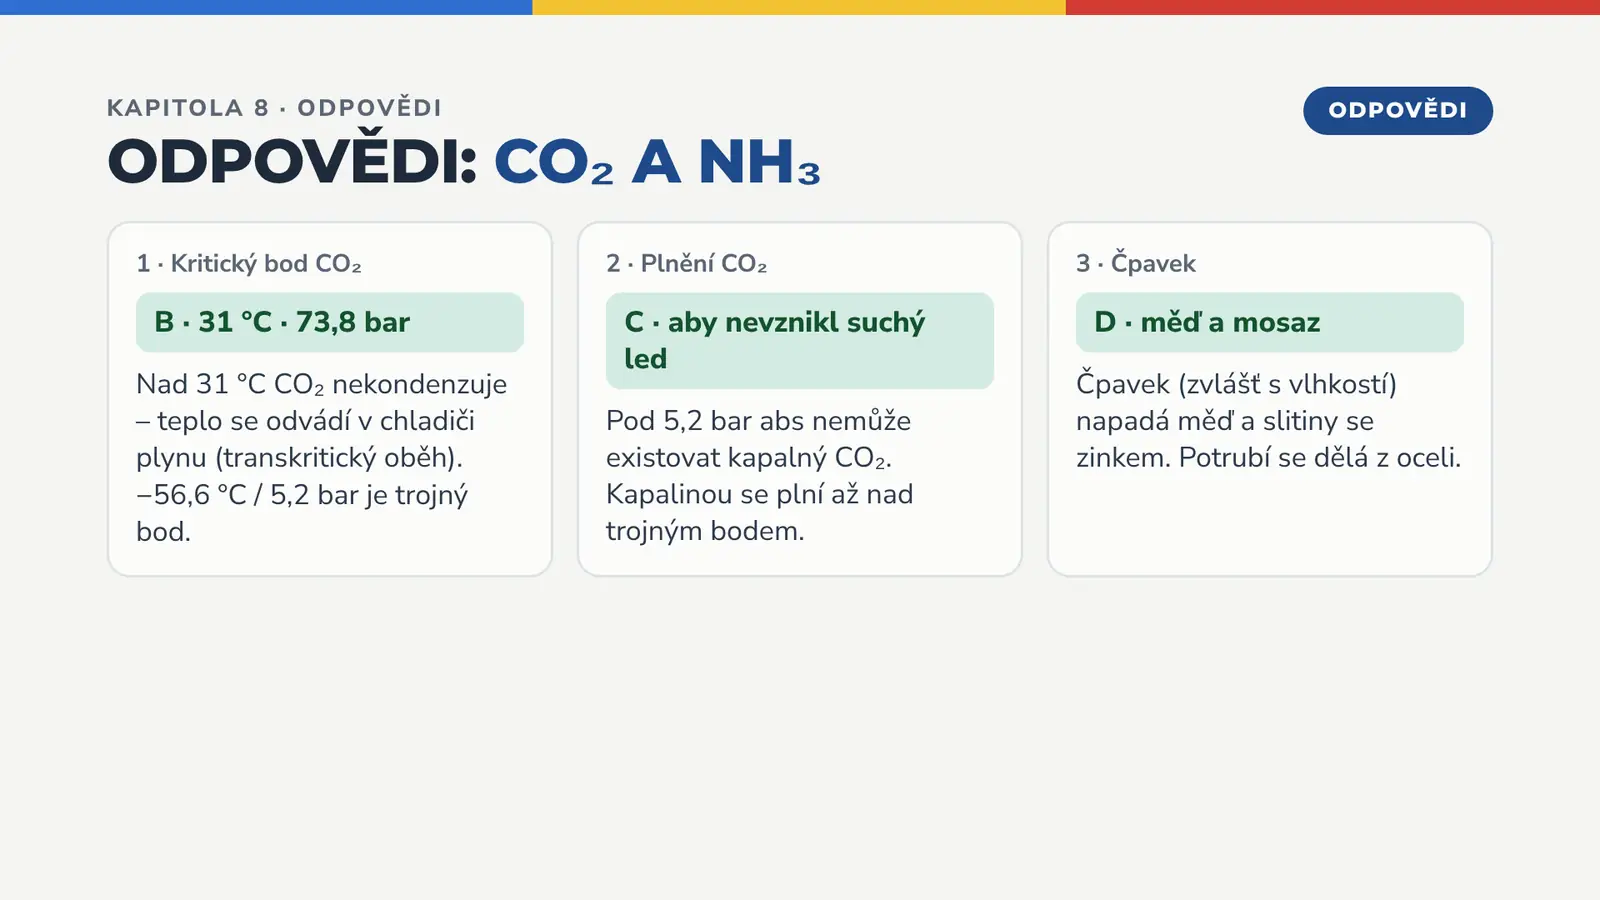 KAPITOLA 8 · ODPOVĚDI
ODPOVĚDI
ODPOVĚDI: CO₂ A NH₃
1 · Kritický bod CO₂
B · 31 °C · 73,8 bar
Nad 31 °C CO₂ nekondenzuje
– teplo se odvádí v chladiči
plynu (transkritický oběh).
−56,6 °C / 5,2 bar je trojný
bod.
2 · Plnění CO₂
C · aby nevznikl suchý
led
Pod 5,2 bar abs nemůže
existovat kapalný CO₂.
Kapalinou se plní až nad
trojným bodem.
3 · Čpavek
D · měď a mosaz
Čpavek (zvlášť s vlhkostí)
napadá měď a slitiny se
zinkem. Potrubí se dělá z oceli.